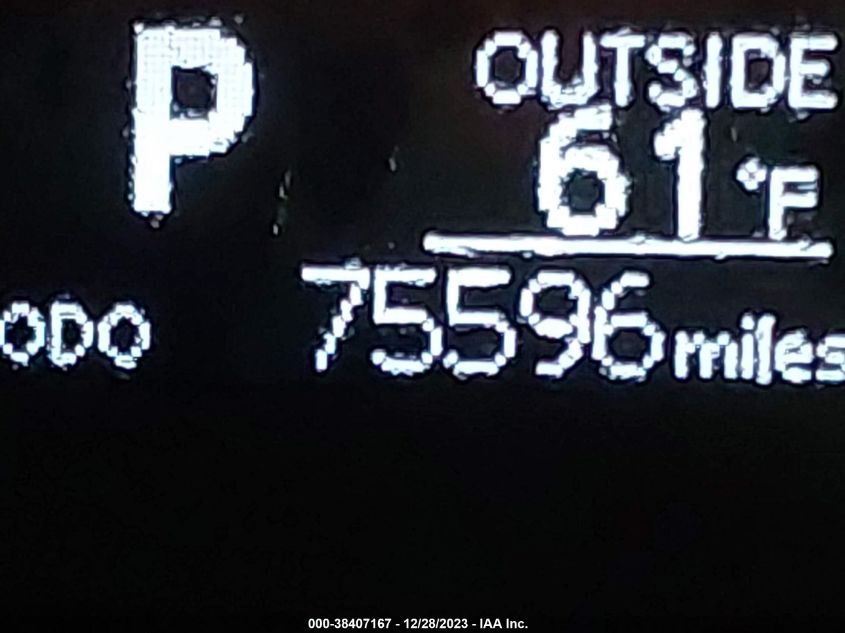 P
OUTSIDE
61 °F
ODO 75596 miles
000-38407167 - 12/28/2023 - IAA Inc.